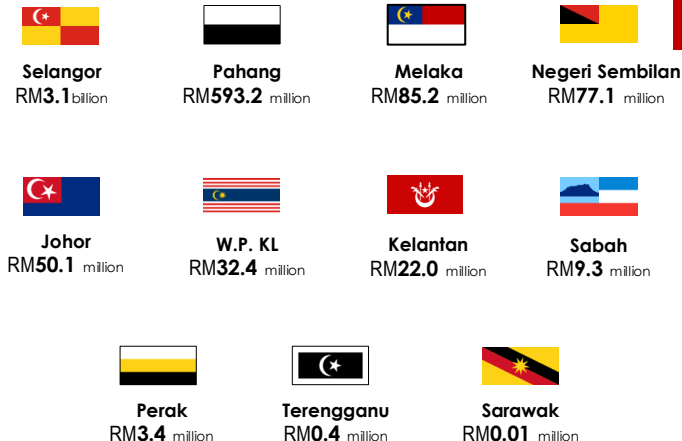 Selangor
RM3.1billion
Pahang
RM593.2 million
Melaka
RM85.2 million
Negeri Sembilan
RM77.1 million
Johor
RM50.1 million
W.P. KL
RM32.4 million
Kelantan
RM22.0 million
Sabah
RM9.3 million
Perak
RM3.4 million
Terengganu
RM0.4 million
Sarawak
RM0.01 million